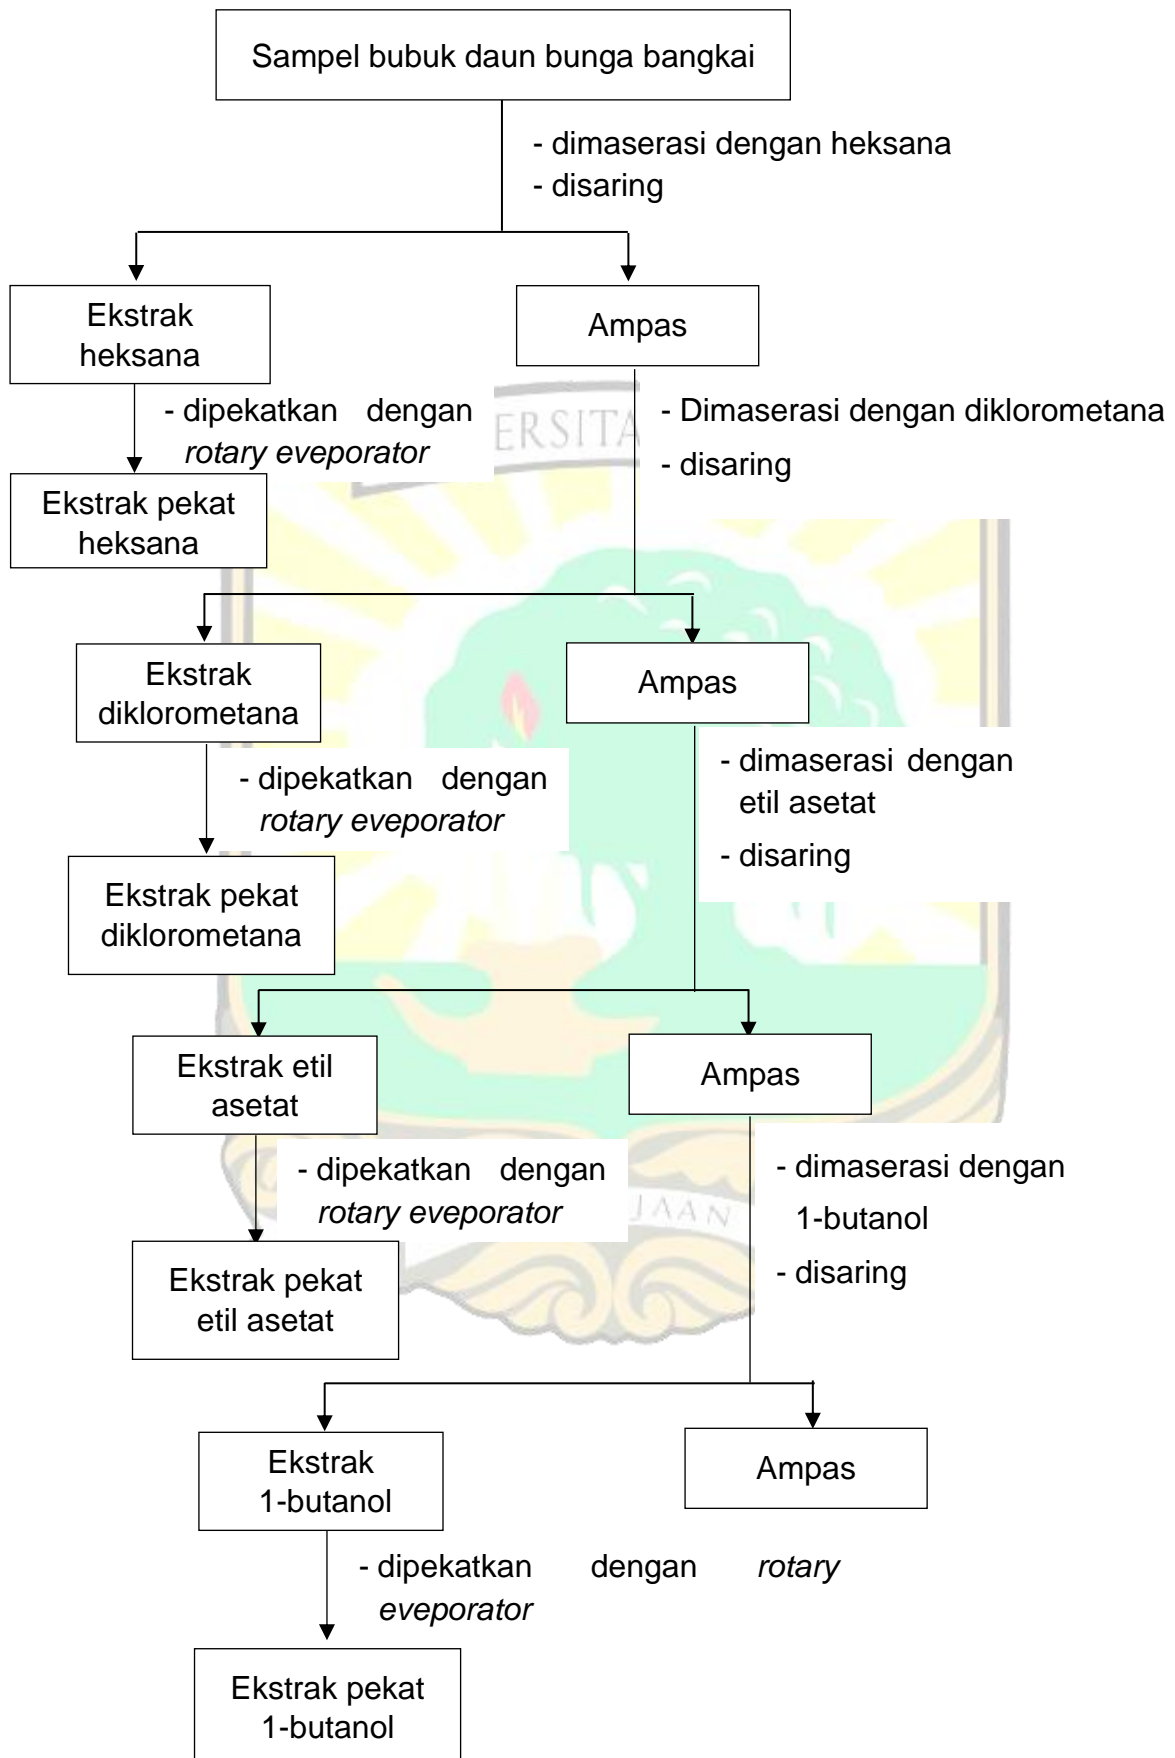 Sampel bubuk daun bunga bangkai
- dimaserasi dengan heksana
- disaring
Ekstrak
heksana
Ampas
- dipekatkan dengan
rotary eveporator
- Dimaserasi dengan diklorometana
- disaring
ERSITA
Ekstrak pekat
heksana
Ekstrak
diklorometana
Ampas
- dipekatkan dengan
rotary eveporator
- dimaserasi dengan
etil asetat
- disaring
Ekstrak pekat
diklorometana
Ekstrak etil
asetat
Ampas
- dipekatkan dengan
rotary eveporator
- dimaserasi dengan
1-butanol
- disaring
JAAN
Ekstrak pekat
etil asetat
Ekstrak
1-butanol
Ampas
- dipekatkan dengan rotary
eveporator
Ekstrak pekat
1-butanol